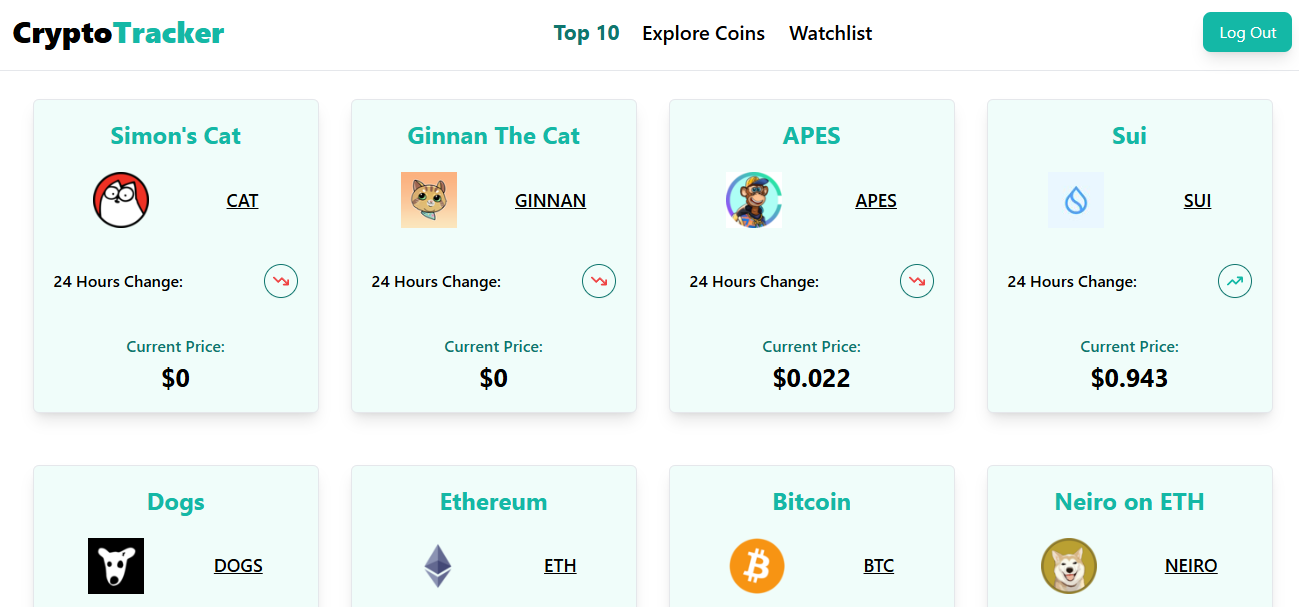 CryptoTracker Top 10 Explore Coins Watchlist Log Out
Simon's Cat Ginnan The Cat APES Sui
CAT GINNAN APES SUI
24 Hours Change: 24 Hours Change: 24 Hours Change: 24 Hours Change:
Current Price: Current Price: Current Price: Current Price:
$0 $0 $0.022 $0.943
Dogs Ethereum Bitcoin Neiro on ETH
DOGS ETH BTC NEIRO